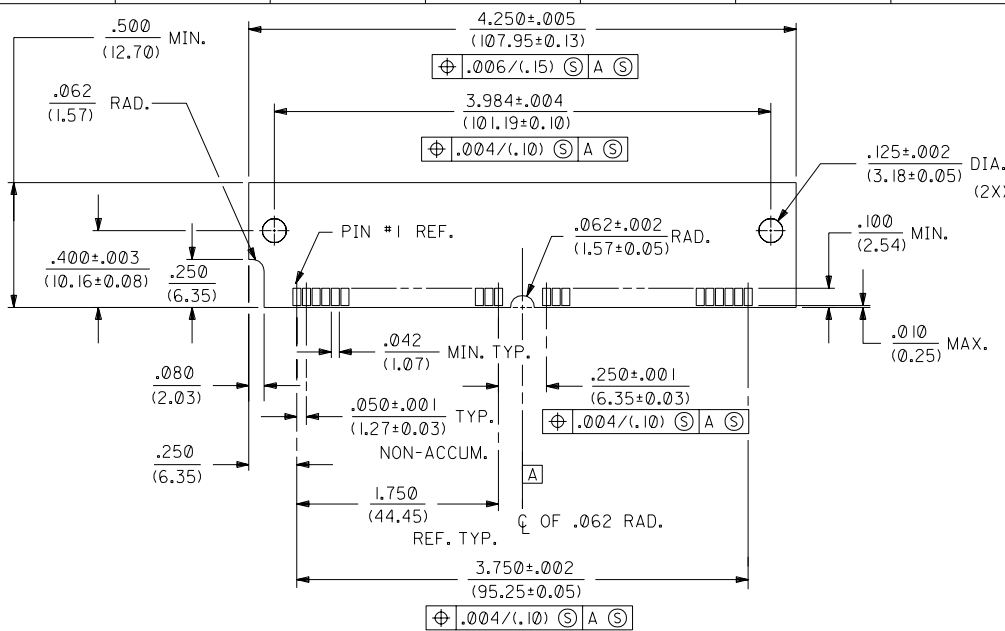 4.250±.005
(107.95±0.13)
⌖ .006/(.15) Ⓢ A Ⓢ
.500
(12.70) MIN.
.062
(1.57) RAD.
3.984±.004
(101.19±0.10)
⌖ .004/(.10) Ⓢ A Ⓢ
.125±.002
(3.18±0.05) DIA.
(2X)
PIN #1 REF.
.062±.002
(1.57±0.05) RAD.
.100
(2.54) MIN.
.400±.003
(10.16±0.08)
.250
(6.35)
.042
(1.07) MIN. TYP.
.010
(0.25) MAX.
.080
(2.03)
.050±.001
(1.27±0.03) TYP.
NON-ACCUM.
.250±.001
(6.35±0.03)
⌖ .004/(.10) Ⓢ A Ⓢ
.250
(6.35)
A
1.750
(44.45)
REF. TYP.
℄ OF .062 RAD.
3.750±.002
(95.25±0.05)
⌖ .004/(.10) Ⓢ A Ⓢ